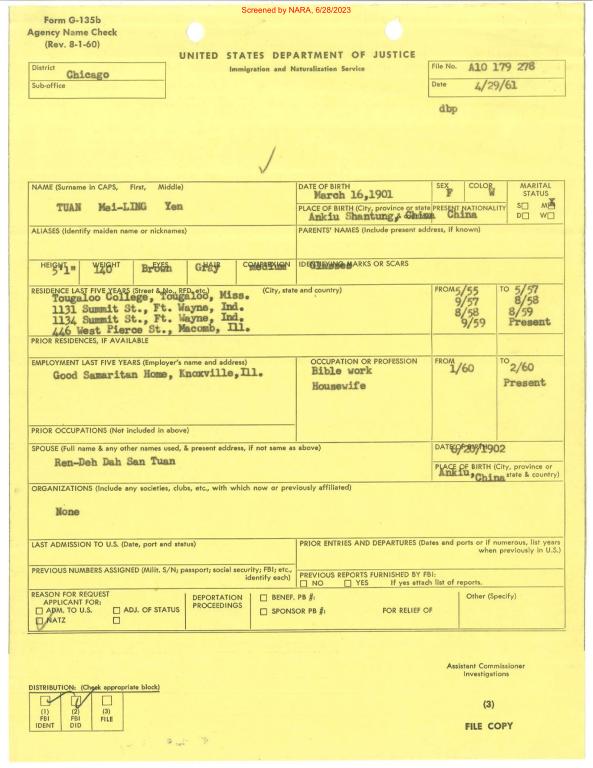 Screened by NARA, 6/28/2023
Form G-135b
Agency Name Check
(Rev. 8-1-60)
UNITED STATES DEPARTMENT OF JUSTICE
Immigration and Naturalization Service
District
Chicago
Sub-office
File No. A10 179 278
Date 4/29/61
dbp
NAME (Surname in CAPS, First, Middle)
TUAN Mei-LING Yen
DATE OF BIRTH
March 16,1901
SEX
F
COLOR
W
MARITAL STATUS
S M
D W
PLACE OF BIRTH (City, province or state
Ankiu Shantung, China
PRESENT NATIONALITY
China
ALIASES (Identify maiden name or nicknames)
PARENTS' NAMES (Include present address, if known)
HEIGHT
5'1"
WEIGHT
140
EYES
Brown
HAIR
Gray
COMPLEXION
medium
IDENTIFYING MARKS OR SCARS
Glasses
RESIDENCE LAST FIVE YEARS (Street & No., RFD, etc.) (City, state and country)
FROM TO
Tougaloo College, Tougaloo, Miss. 5/55 5/57
1131 Summit St., Ft. Wayne, Ind. 9/57 8/58
1134 Summit St., Ft. Wayne, Ind. 8/58 8/59
446 West Pierce St., Macomb, Ill. 9/59 Present
PRIOR RESIDENCES, IF AVAILABLE
EMPLOYMENT LAST FIVE YEARS (Employer's name and address)
OCCUPATION OR PROFESSION
FROM TO
Good Samaritan Home, Knoxville,Ill. Bible work 1/60 2/60
Housewife Present
PRIOR OCCUPATIONS (Not included in above)
SPOUSE (Full name & any other names used, & present address, if not same as above)
Ren-Deh Dah San Tuan
DATE OF BIRTH
/20/1902
PLACE OF BIRTH (City, province or state & country)
Ankiu, China
ORGANIZATIONS (Include any societies, clubs, etc., with which now or previously affiliated)
None
LAST ADMISSION TO U.S. (Date, port and status)
PRIOR ENTRIES AND DEPARTURES (Dates and ports or if numerous, list years
when previously in U.S.)
PREVIOUS NUMBERS ASSIGNED (Milit. S/N; passport; social security; FBI; etc.,
identify each)
PREVIOUS REPORTS FURNISHED BY FBI:
NO YES If yes attach list of reports.
REASON FOR REQUEST
APPLICANT FOR:
ADM. TO U.S. ADJ. OF STATUS
NATZ
DEPORTATION
PROCEEDINGS
BENEF. PB #:
SPONSOR PB #: FOR RELIEF OF
Other (Specify)
Assistant Commissioner
Investigations
DISTRIBUTION: (Check appropriate block)
(1) FBI IDENT
(2) FBI DID
(3) FILE
(3)
FILE COPY